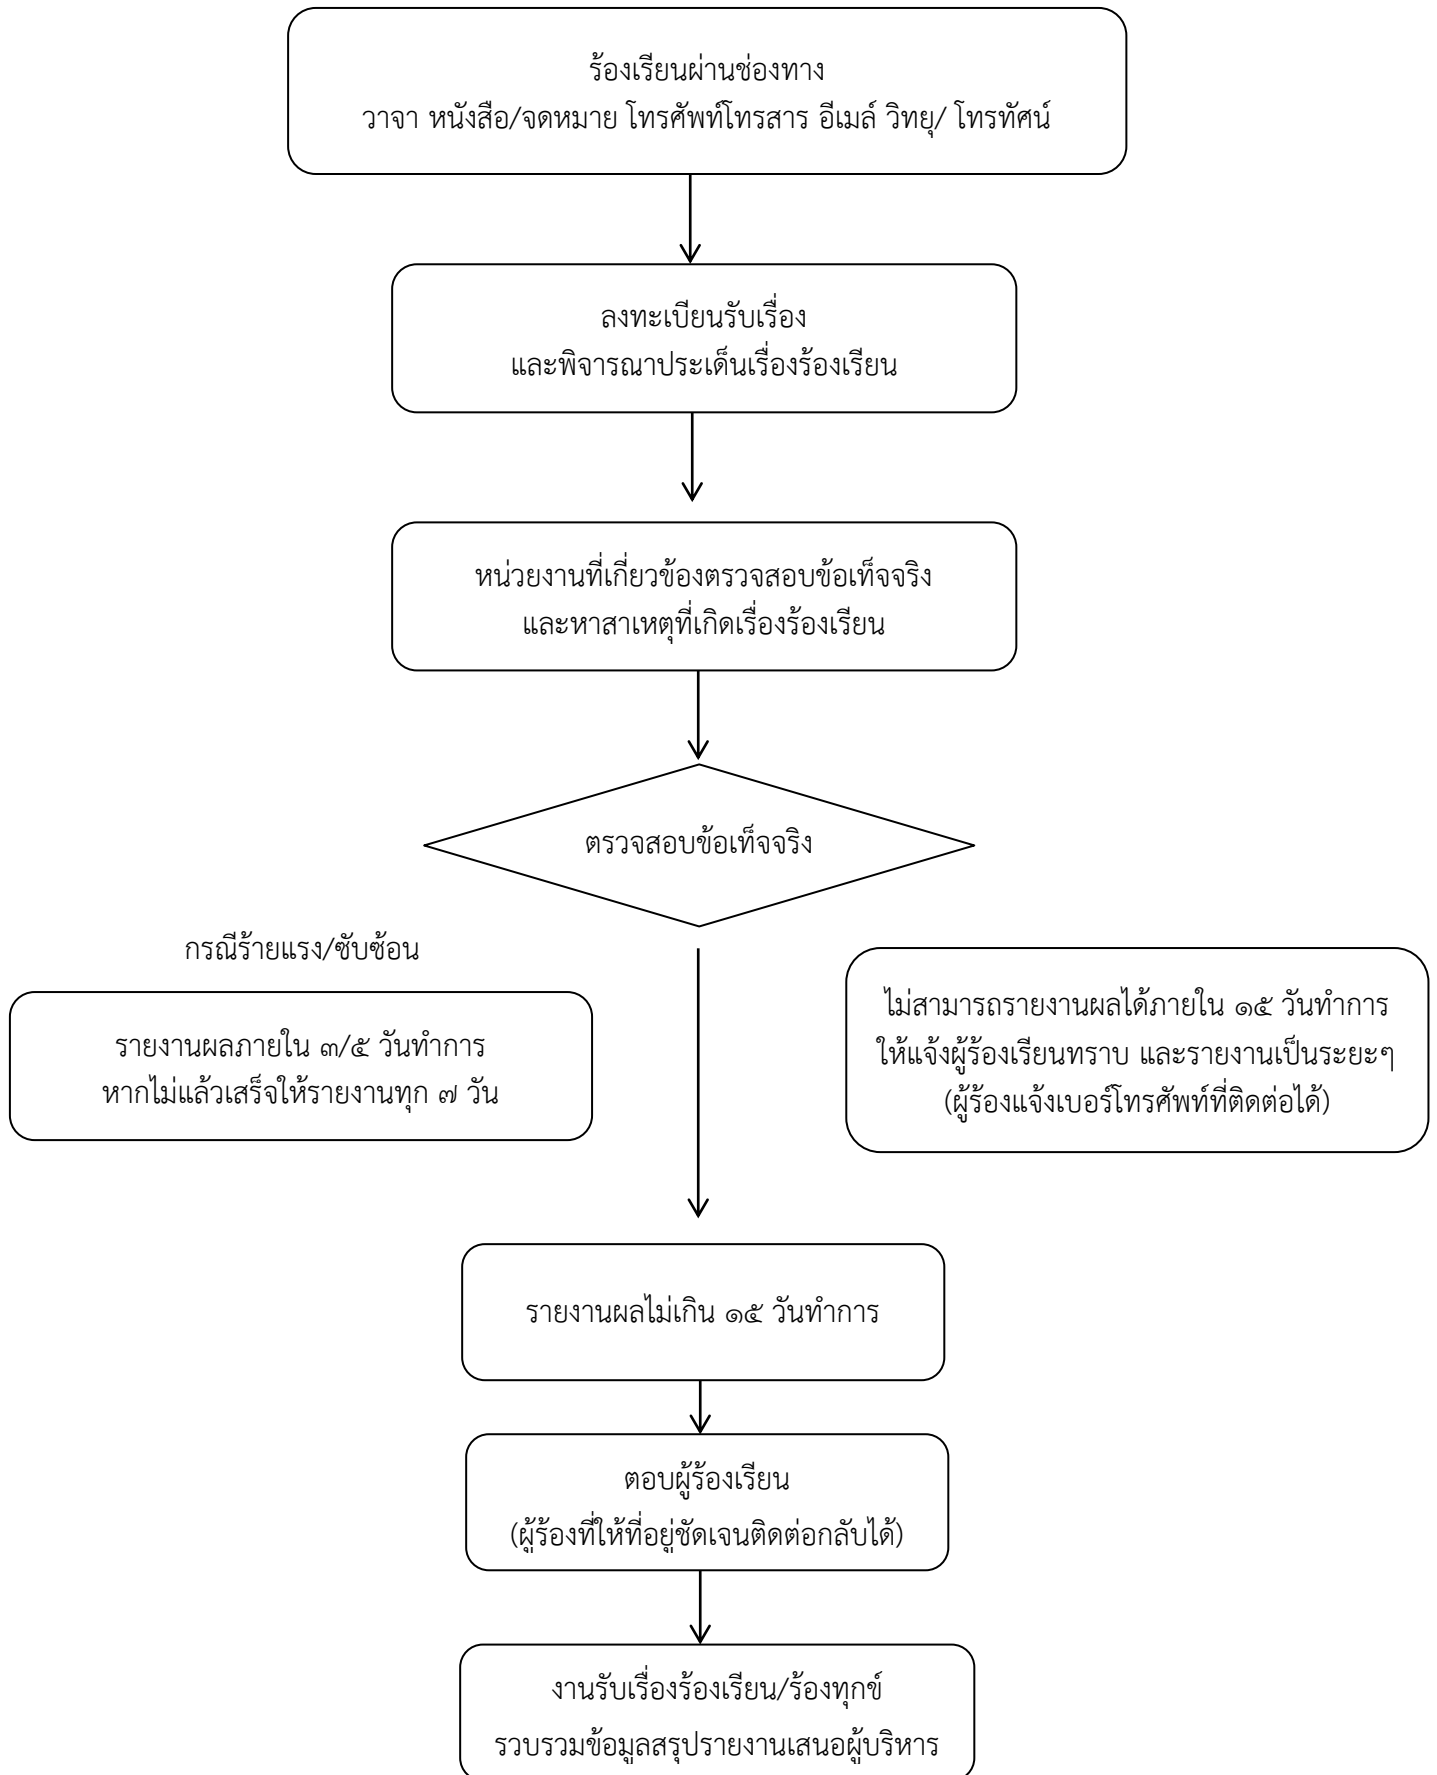 ร้องเรียนผ่านช่องทาง
วาจา หนังสือ/จดหมาย โทรศัพท์โทรสาร อีเมล์ วิทยุ/ โทรทัศน์
ลงทะเบียนรับเรื่อง
และพิจารณาประเด็นเรื่องร้องเรียน
หน่วยงานที่เกี่ยวข้องตรวจสอบข้อเท็จจริง
และหาสาเหตุที่เกิดเรื่องร้องเรียน
ตรวจสอบข้อเท็จจริง
กรณีร้ายแรง/ซับซ้อน
รายงานผลภายใน ๓/๕ วันทำการ
หากไม่แล้วเสร็จให้รายงานทุก ๗ วัน
ไม่สามารถรายงานผลได้ภายใน ๑๕ วันทำการ
ให้แจ้งผู้ร้องเรียนทราบ และรายงานเป็นระยะๆ
(ผู้ร้องแจ้งเบอร์โทรศัพท์ที่ติดต่อได้)
รายงานผลไม่เกิน ๑๕ วันทำการ
ตอบผู้ร้องเรียน
(ผู้ร้องที่ให้ที่อยู่ชัดเจนติดต่อกลับได้)
งานรับเรื่องร้องเรียน/ร้องทุกข์
รวบรวมข้อมูลสรุปรายงานเสนอผู้บริหาร